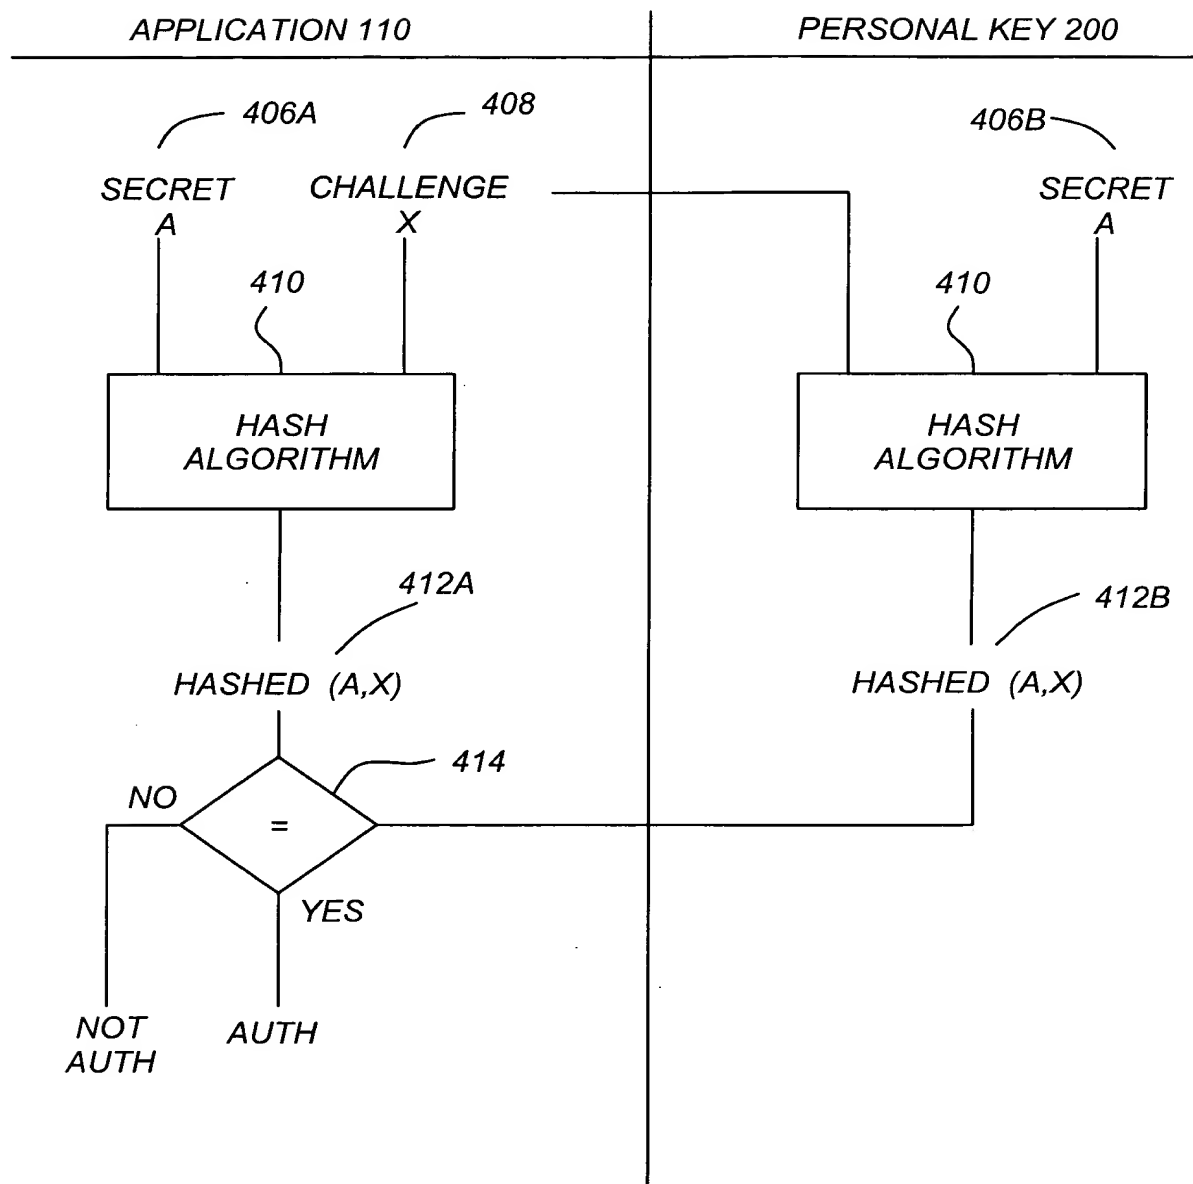 APPLICATION 110
PERSONAL KEY 200
406A
408
406B
SECRET
A
CHALLENGE
X
SECRET
A
410
410
HASH
ALGORITHM
HASH
ALGORITHM
412A
412B
HASHED (A,X)
HASHED (A,X)
414
NO
=
YES
NOT
AUTH
AUTH